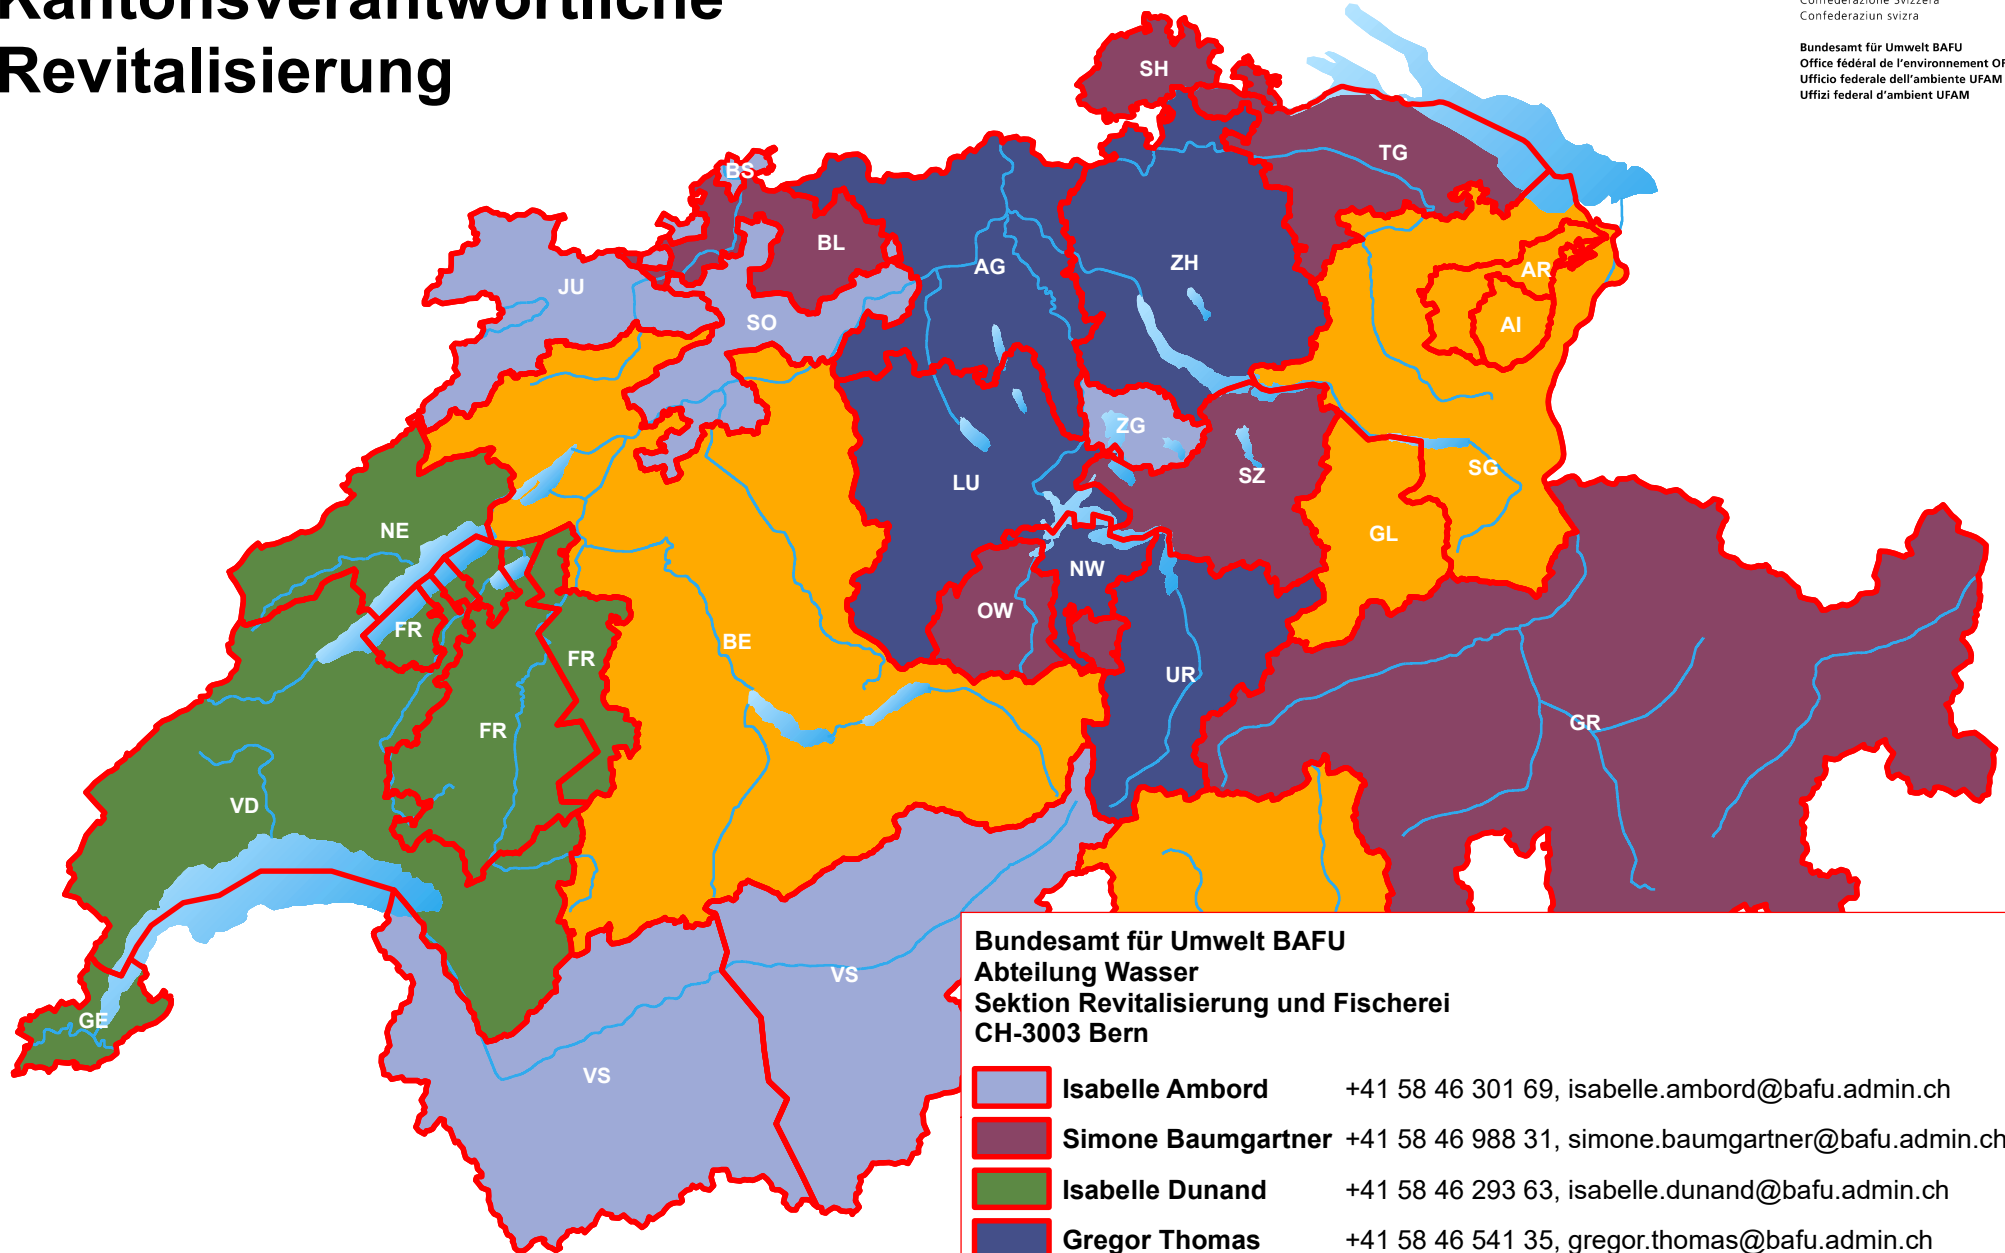 Kantonsverantwortliche
Revitalisierung
Confederazione Svizzera
Confederaziun svizra
Bundesamt für Umwelt BAFU
Office fédéral de l'environnement OF
Ufficio federale dell'ambiente UFAM
Uffizi federal d'ambient UFAM
SH
TG
BS
BL
AG
ZH
JU
SO
AR
AI
ZG
LU
SZ
SG
NE
GL
NW
OW
FR
BE
FR
UR
FR
GR
VD
VS
GE
VS
Bundesamt für Umwelt BAFU
Abteilung Wasser
Sektion Revitalisierung und Fischerei
CH-3003 Bern
Isabelle Ambord +41 58 46 301 69, isabelle.ambord@bafu.admin.ch
Simone Baumgartner +41 58 46 988 31, simone.baumgartner@bafu.admin.ch
Isabelle Dunand +41 58 46 293 63, isabelle.dunand@bafu.admin.ch
Gregor Thomas +41 58 46 541 35, gregor.thomas@bafu.admin.ch